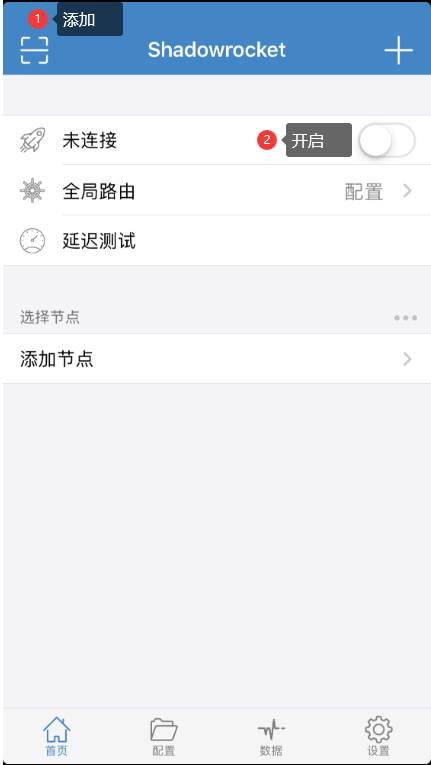 1 添加
Shadowrocket
未连接
2 开启
全局路由 配置
延迟测试
选择节点
添加节点
首页 配置 数据 设置